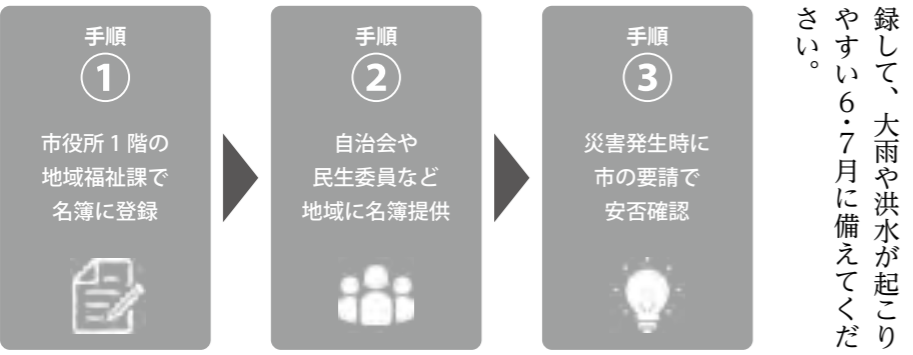 録して、大雨や洪水が起こり
やすい６・７月に備えてくだ
さい。
手順
①
市役所１階の
地域福祉課で
名簿に登録
手順
②
自治会や
民生委員など
地域に名簿提供
手順
③
災害発生時に
市の要請で
安否確認